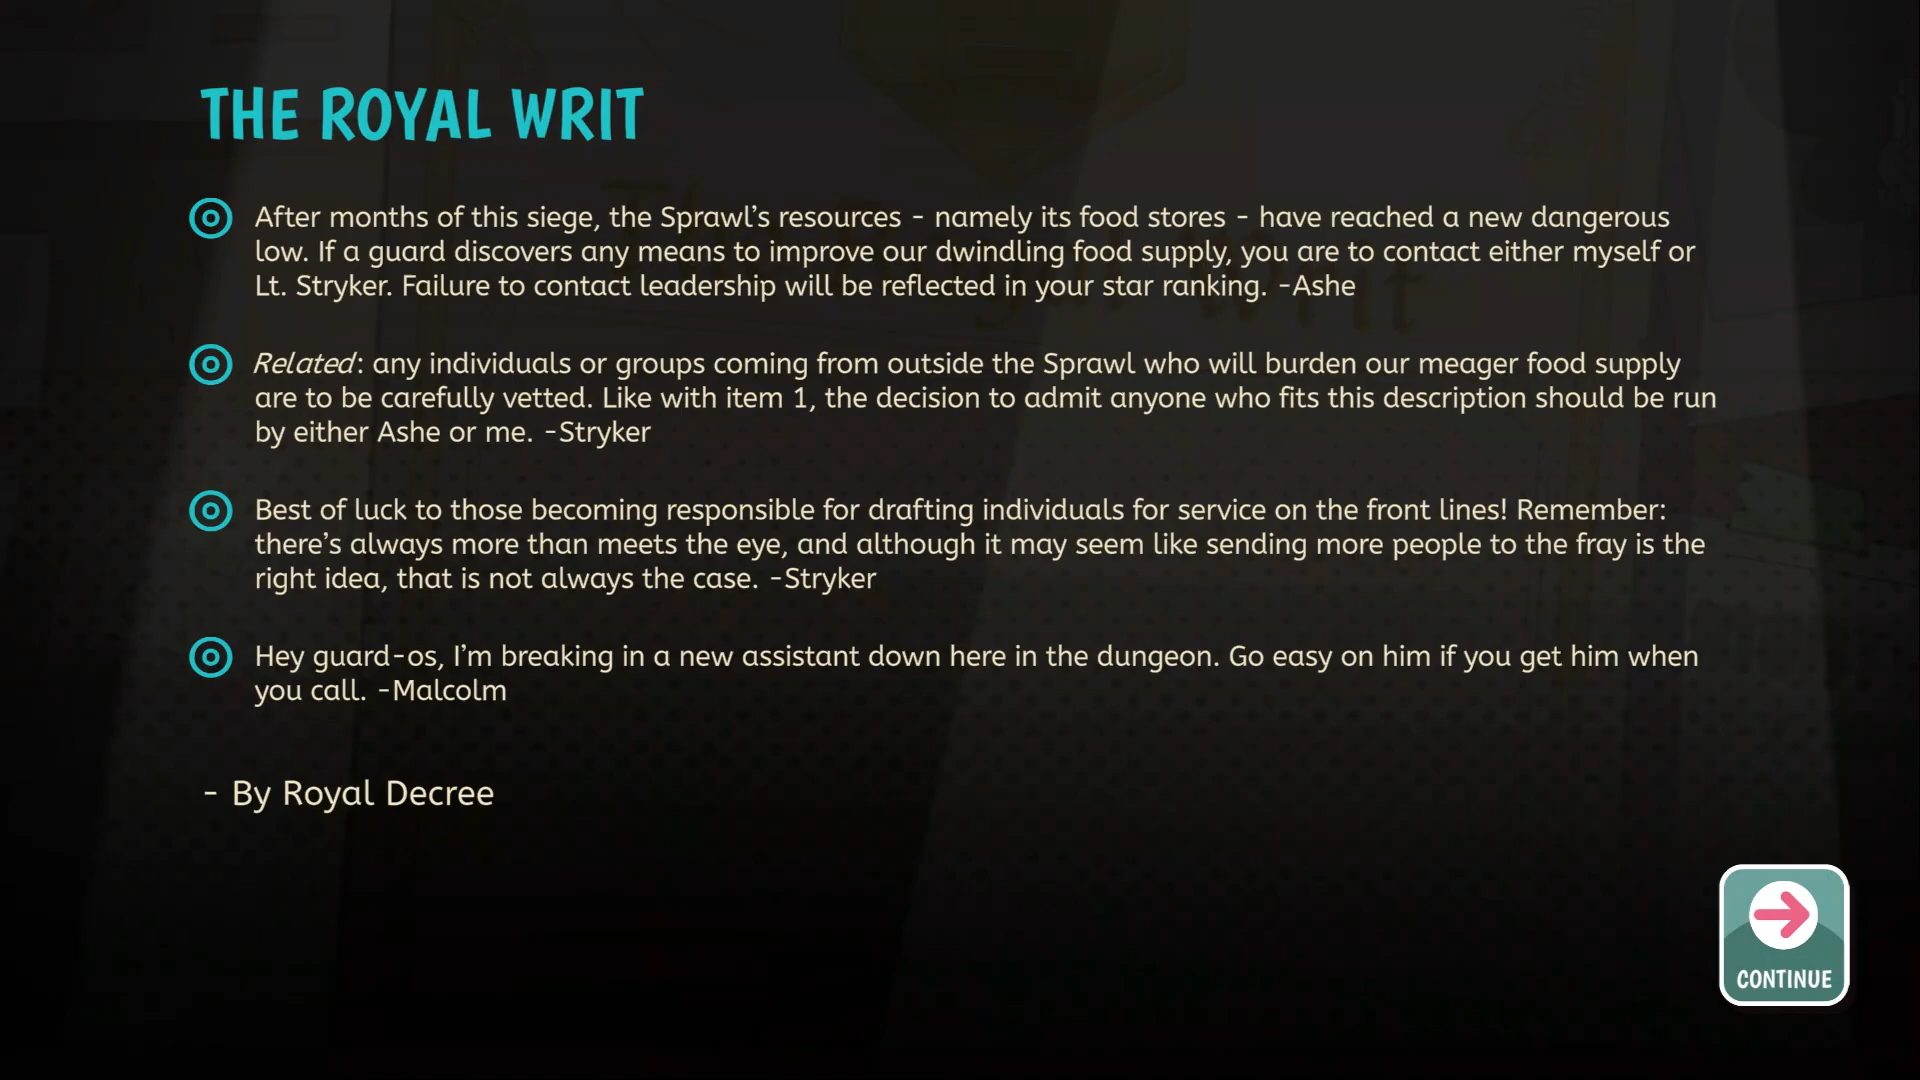 THE ROYAL WRIT
After months of this siege, the Sprawl's resources - namely its food stores - have reached a new dangerous
low. If a guard discovers any means to improve our dwindling food supply, you are to contact either myself or
Lt. Stryker. Failure to contact leadership will be reflected in your star ranking. -Ashe
Related: any individuals or groups coming from outside the Sprawl who will burden our meager food supply
are to be carefully vetted. Like with item 1, the decision to admit anyone who fits this description should be run
by either Ashe or me. -Stryker
Best of luck to those becoming responsible for drafting individuals for service on the front lines! Remember:
there's always more than meets the eye, and although it may seem like sending more people to the fray is the
right idea, that is not always the case. -Stryker
Hey guard-os, I'm breaking in a new assistant down here in the dungeon. Go easy on him if you get him when
you call. -Malcolm
- By Royal Decree
CONTINUE